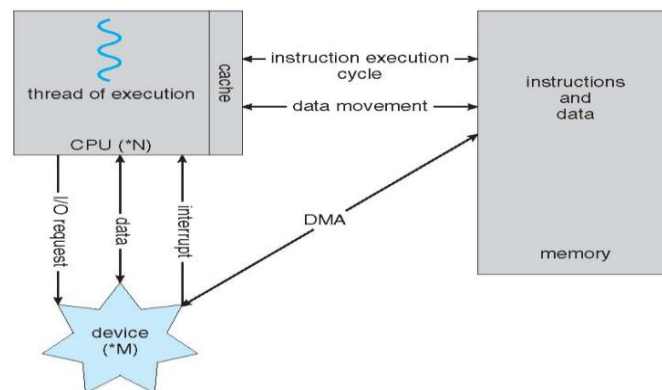 thread of execution
cache
CPU (*N)
instruction execution
cycle
data movement
instructions
and
data
memory
I/O request
data
interrupt
DMA
device
(*M)